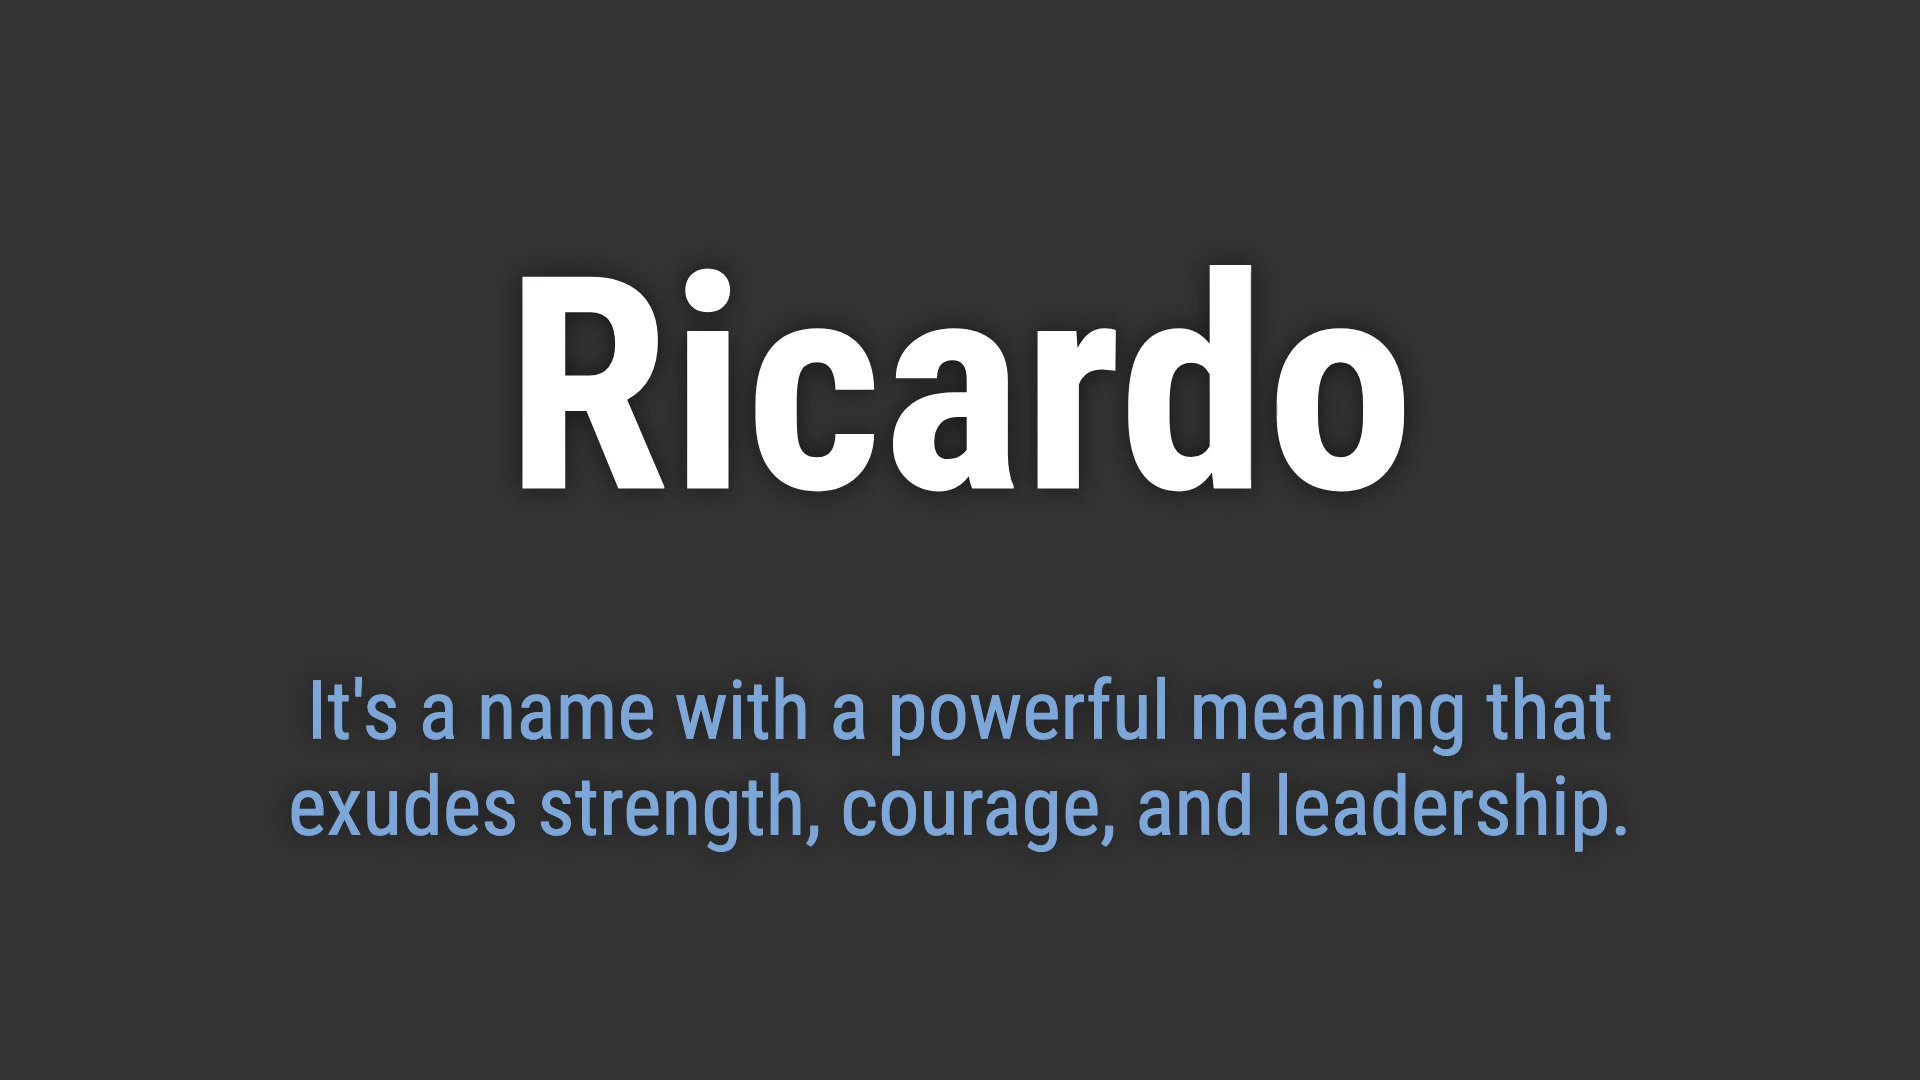 Ricardo
It's a name with a powerful meaning that
exudes strength, courage, and leadership.